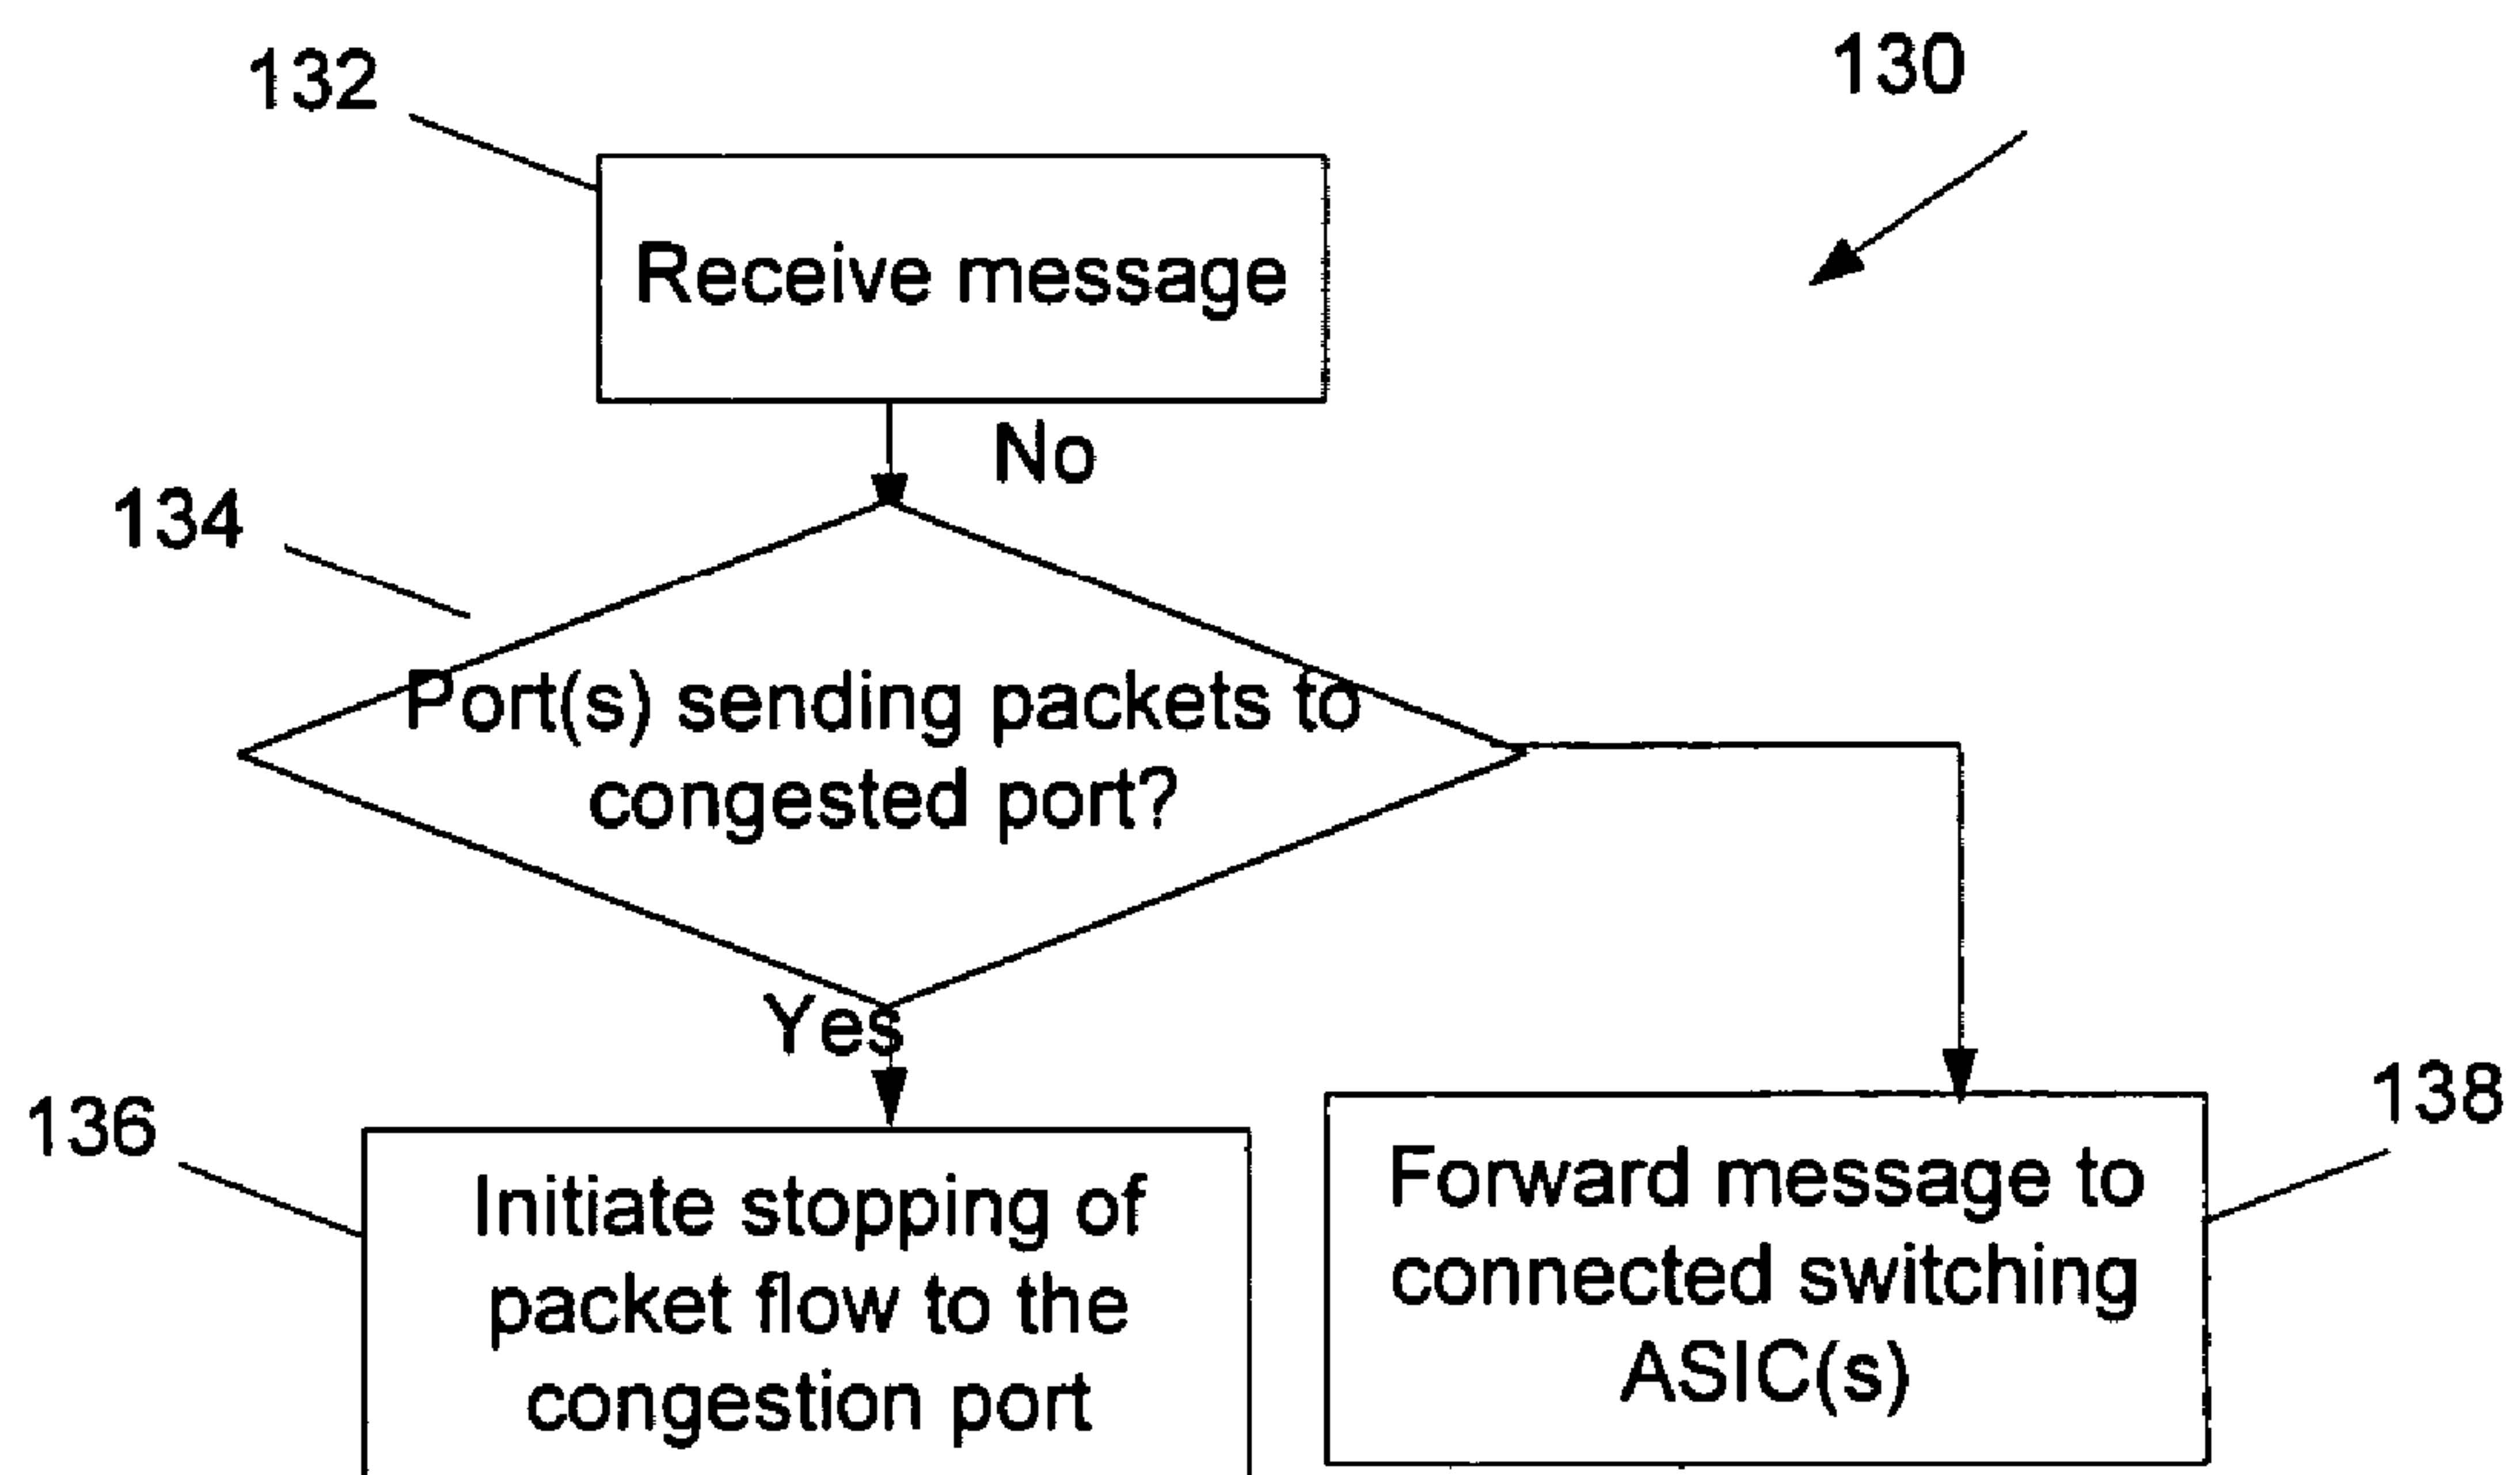 132
130
Receive message
No
134
Port(s) sending packets to
congested port?
Yes
136
138
Initiate stopping of
packet flow to the
congestion port
Forward message to
connected switching
ASIC(s)